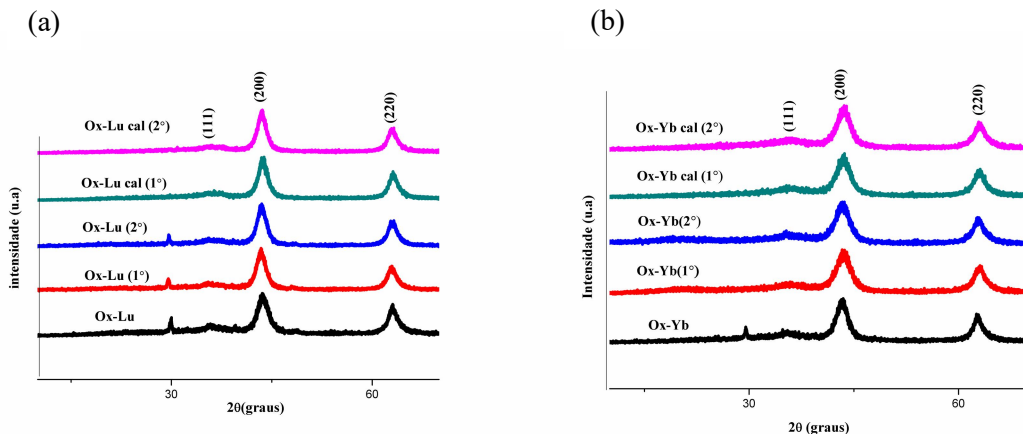 (a)
(111)
(200)
(220)
Ox-Lu cal (2°)
Ox-Lu cal (1°)
Ox-Lu (2°)
Ox-Lu (1°)
Ox-Lu
intensidade (u.a)
30
60
2θ(graus)
(b)
(111)
(200)
(220)
Ox-Yb cal (2°)
Ox-Yb cal (1°)
Ox-Yb(2°)
Ox-Yb(1°)
Ox-Yb
Intensidade (u.a)
30
60
2θ (graus)